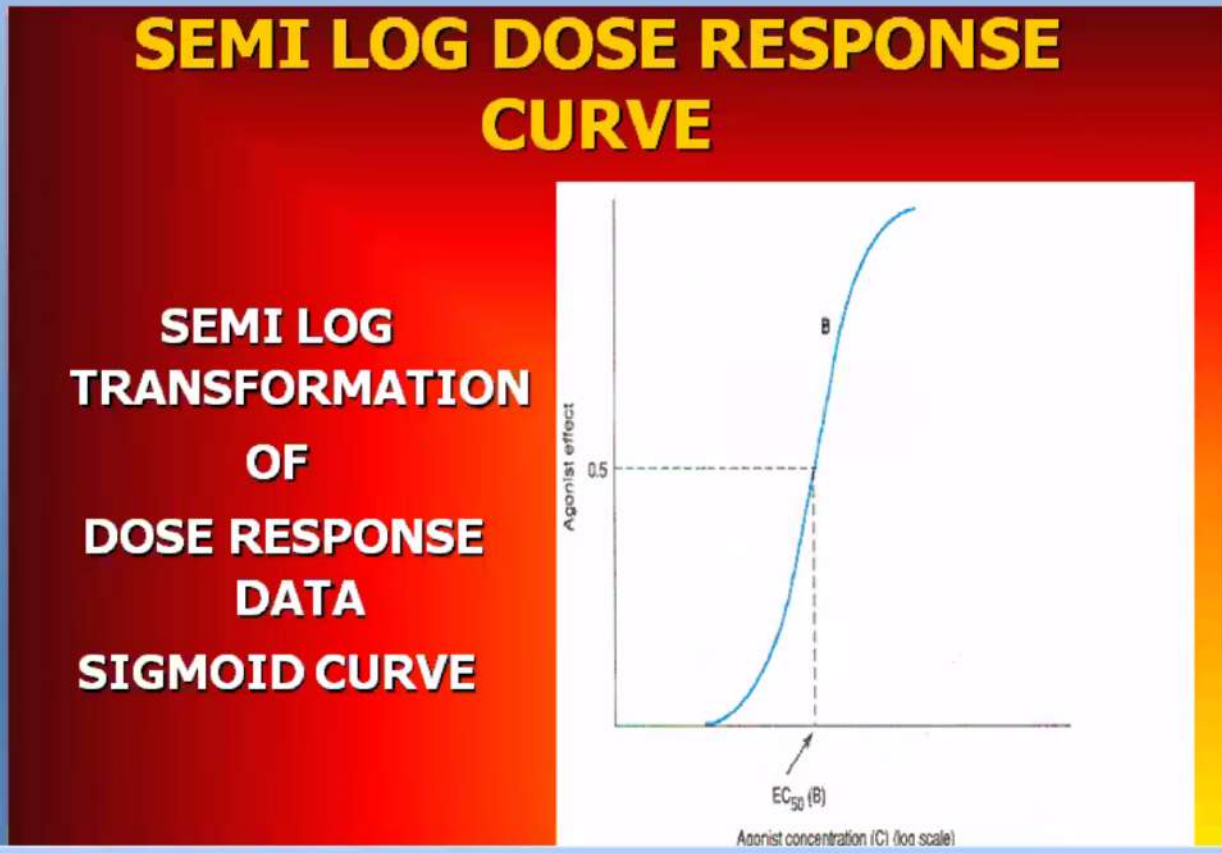 SEMI LOG DOSE RESPONSE
CURVE
SEMI LOG
TRANSFORMATION
OF
DOSE RESPONSE
DATA
SIGMOID CURVE
B
Agonist effect
0.5
EC50 (B)
Agonist concentration (C) (log scale)